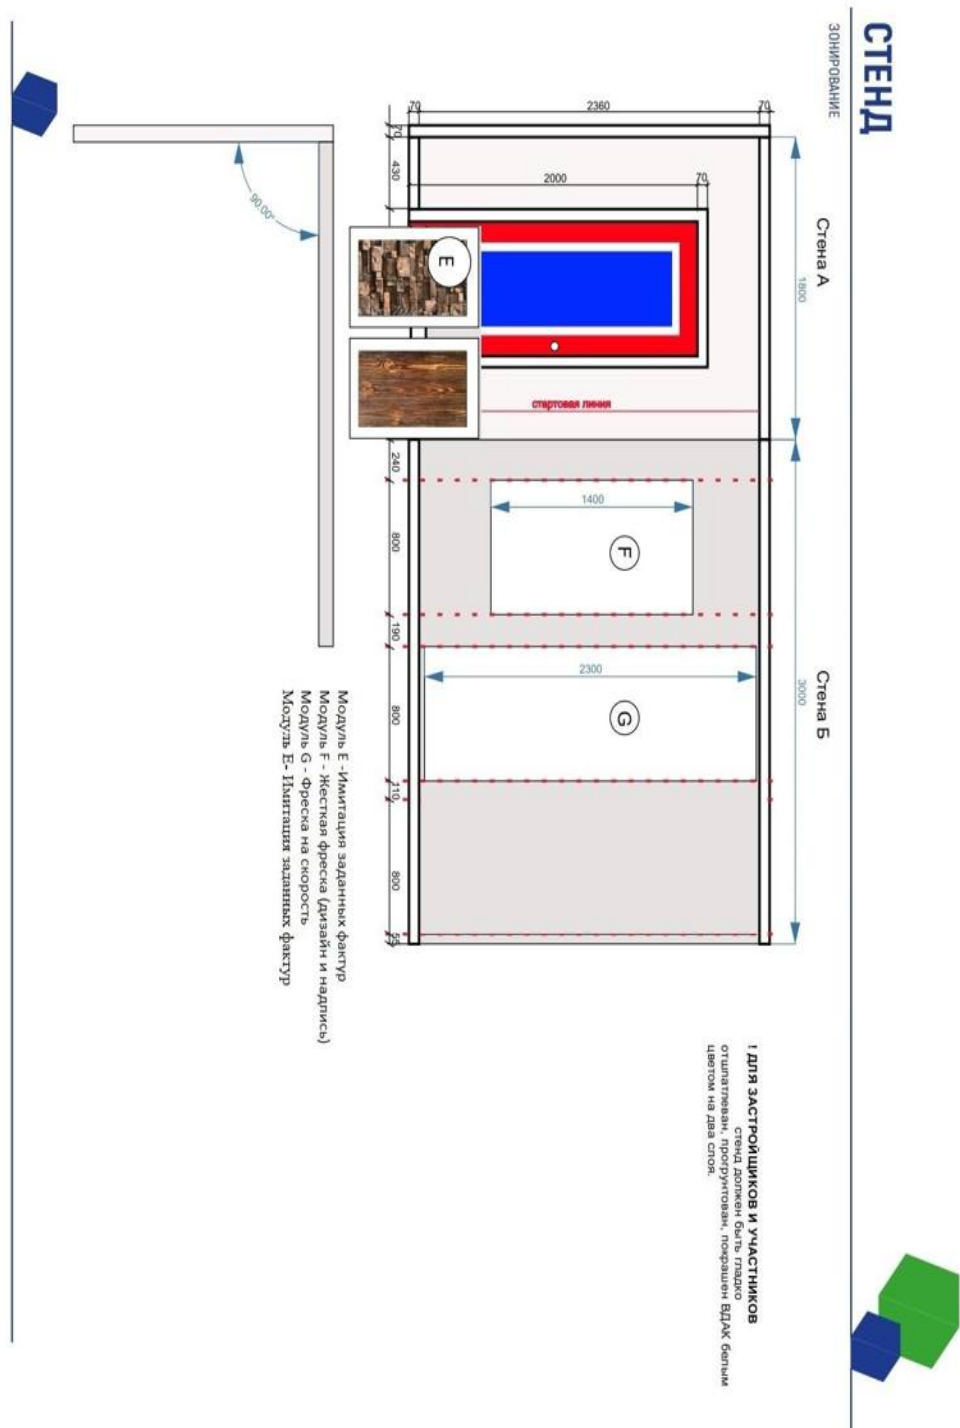 СТЕНД
ЗОНИРОВАНИЕ
Стена А
Стена Б
1800
3000
70
2360
70
70
2000
стартовая линия
1400
F
2300
G
E
70
430
240
800
190
800
110
800
55
90.00°
Модуль Е -Имитация заданных фактур
Модуль F - Жесткая фреска (дизайн и надпись)
Модуль G - Фреска на скорость
Модуль Е- Имитация заданных фактур
! ДЛЯ ЗАСТРОЙЩИКОВ И УЧАСТНИКОВ
стенд должен быть гладко
отшпатлеван, прогрунтован, покрашен ВДАК белым
цветом на два слоя.